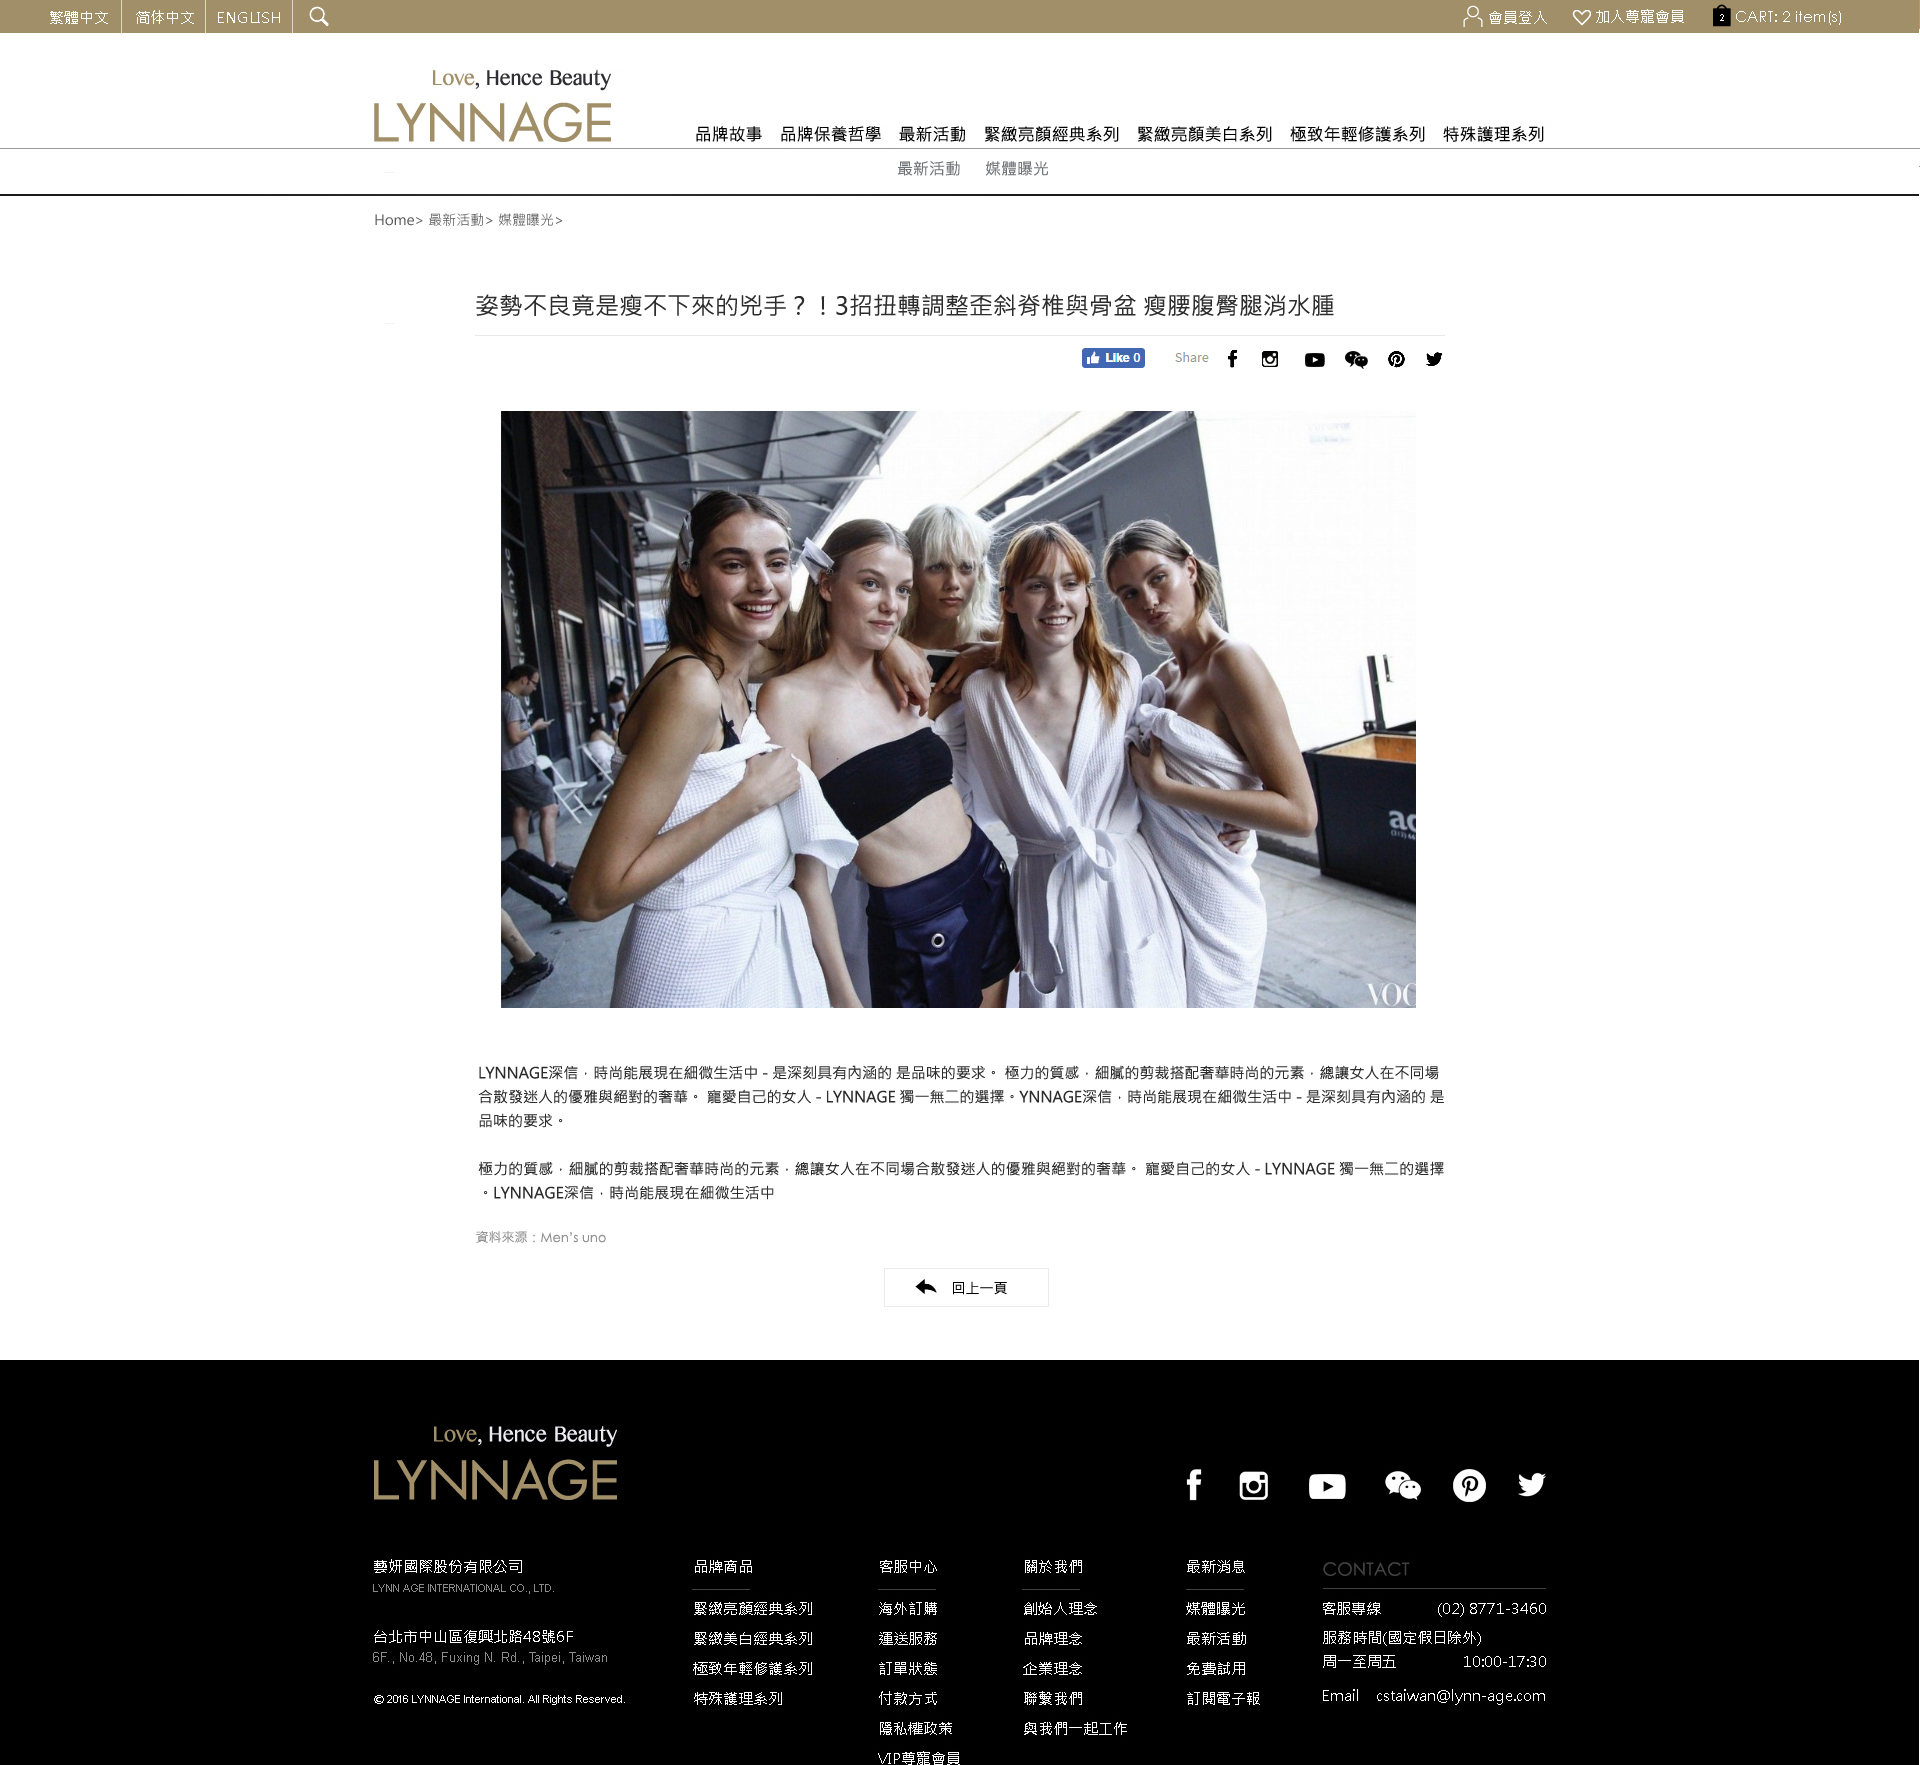 繁體中文 简体中文 ENGLISH
會員登入 加入尊寵會員 2 CART: 2 item(s)
Love, Hence Beauty
LYNNAGE
品牌故事 品牌保養哲學 最新活動 緊緻亮顏經典系列 緊緻亮顏美白系列 極致年輕修護系列 特殊護理系列
最新活動 媒體曝光
Home> 最新活動> 媒體曝光>
姿勢不良竟是瘦不下來的兇手？！3招扭轉調整歪斜脊椎與骨盆 瘦腰腹臀腿消水腫
Like 0 Share
VOG
LYNNAGE深信，時尚能展現在細微生活中 - 是深刻具有內涵的 是品味的要求。 極力的質感，細膩的剪裁搭配奢華時尚的元素，總讓女人在不同場
合散發迷人的優雅與絕對的奢華。 寵愛自己的女人 - LYNNAGE 獨一無二的選擇。YNNAGE深信，時尚能展現在細微生活中 - 是深刻具有內涵的 是
品味的要求。
極力的質感，細膩的剪裁搭配奢華時尚的元素，總讓女人在不同場合散發迷人的優雅與絕對的奢華。 寵愛自己的女人 - LYNNAGE 獨一無二的選擇
。LYNNAGE深信，時尚能展現在細微生活中
資料來源：Men's uno
回上一頁
Love, Hence Beauty
LYNNAGE
藝妍國際股份有限公司
LYNN AGE INTERNATIONAL CO., LTD.
台北市中山區復興北路48號6F
6F., No.48, Fuxing N. Rd., Taipei, Taiwan
© 2016 LYNNAGE International. All Rights Reserved.
品牌商品
緊緻亮顏經典系列
緊緻美白經典系列
極致年輕修護系列
特殊護理系列
客服中心
海外訂購
運送服務
訂單狀態
付款方式
隱私權政策
VIP尊寵會員
關於我們
創始人理念
品牌理念
企業理念
聯繫我們
與我們一起工作
最新消息
媒體曝光
最新活動
免費試用
訂閱電子報
CONTACT
客服專線 (02) 8771-3460
服務時間(國定假日除外)
周一至周五 10:00-17:30
Email cstaiwan@lynn-age.com